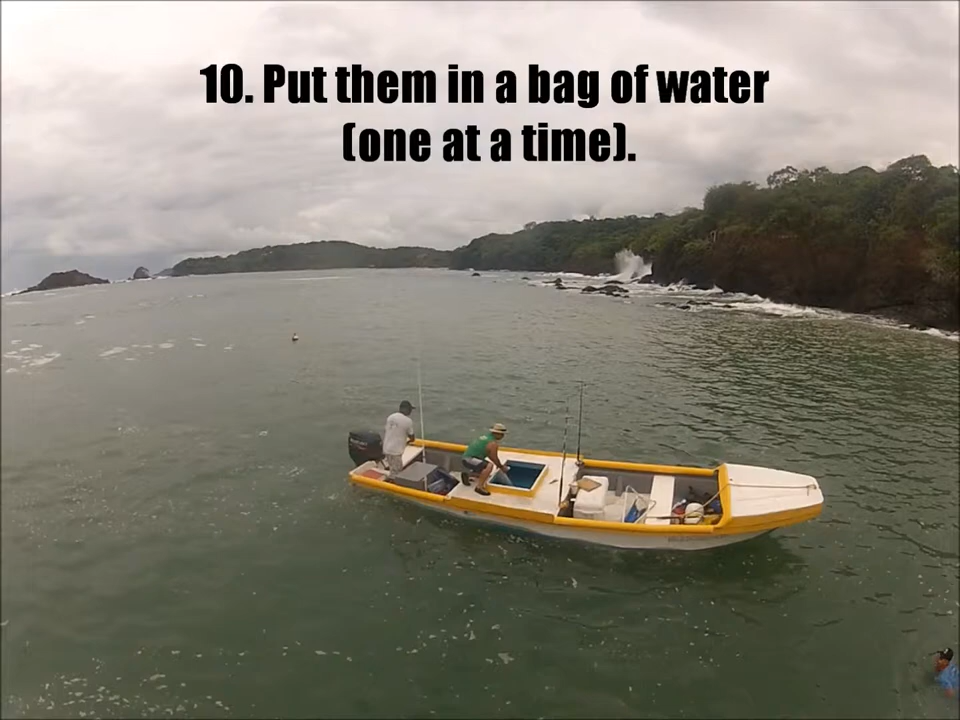 10. Put them in a bag of water
(one at a time).